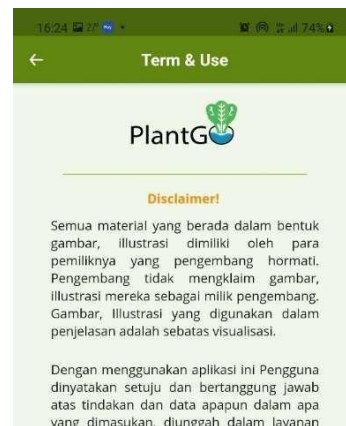 16:24
74%
Term & Use
PlantGo
Disclaimer!
Semua material yang berada dalam bentuk
gambar, illustrasi dimiliki oleh para
pemiliknya yang pengembang hormati.
Pengembang tidak mengklaim gambar,
illustrasi mereka sebagai milik pengembang.
Gambar, Illustrasi yang digunakan dalam
penjelasan adalah sebatas visualisasi.
Dengan menggunakan aplikasi ini Pengguna
dinyatakan setuju dan bertanggung jawab
atas tindakan dan data apapun dalam apa
yang dimasukan, diunggah dalam layanan